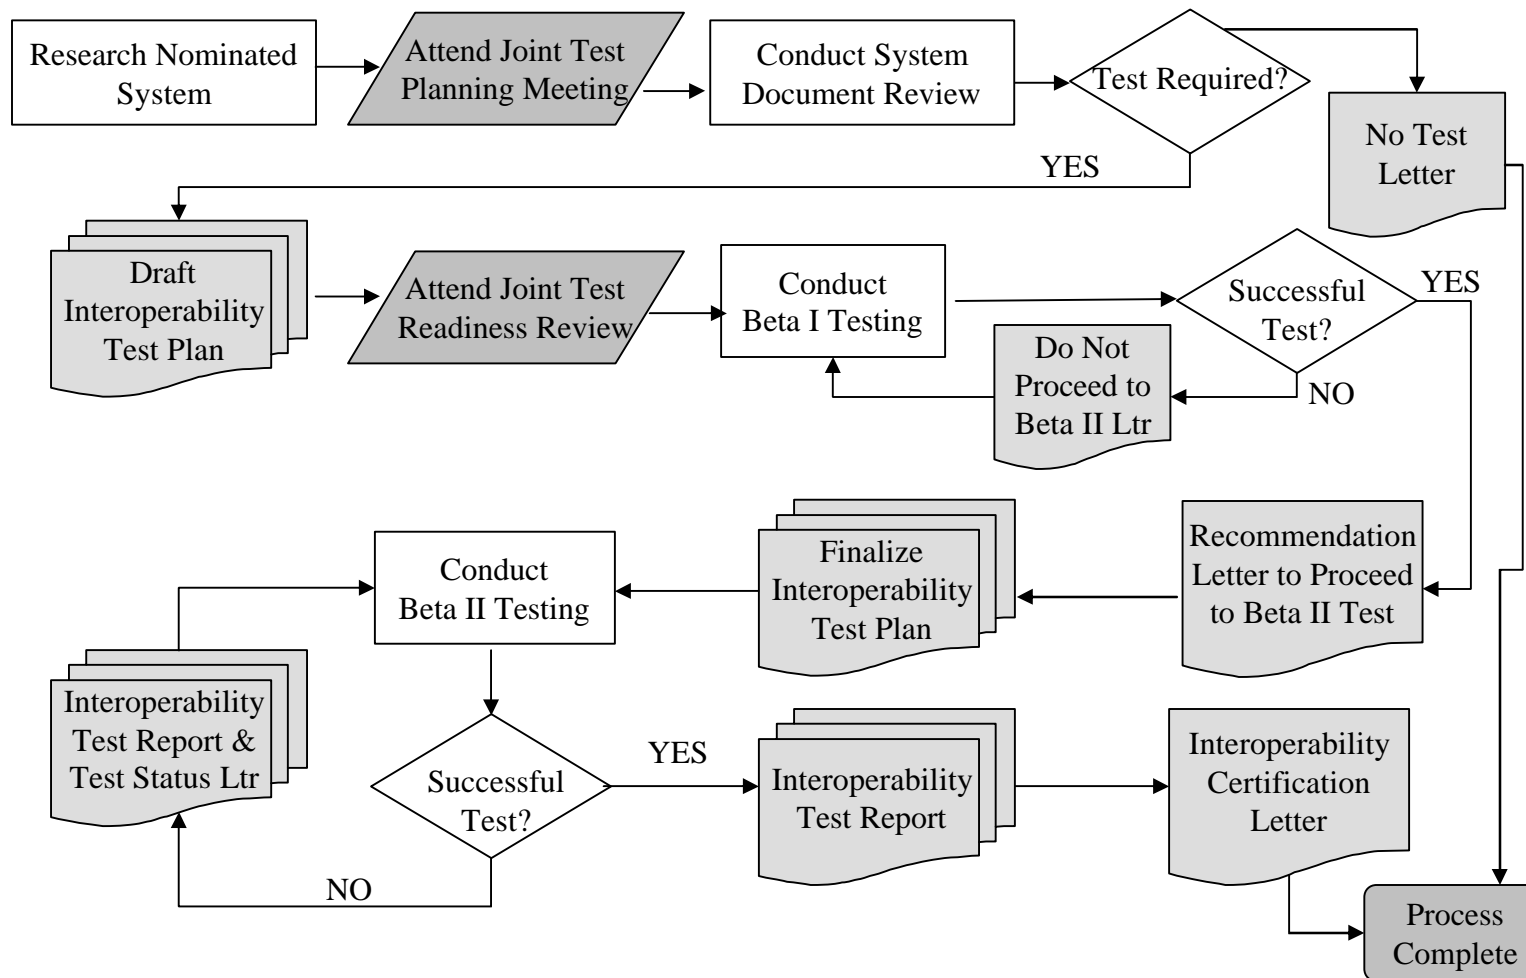 Research Nominated
System
Attend Joint Test
Planning Meeting
Conduct System
Document Review
Test Required?
No Test
Letter
YES
Draft
Interoperability
Test Plan
Attend Joint Test
Readiness Review
Conduct
Beta I Testing
Successful
Test?
YES
NO
Do Not
Proceed to
Beta II Ltr
Recommendation
Letter to Proceed
to Beta II Test
Finalize
Interoperability
Test Plan
Conduct
Beta II Testing
Interoperability
Test Report &
Test Status Ltr
Successful
Test?
NO
YES
Interoperability
Test Report
Interoperability
Certification
Letter
Process
Complete